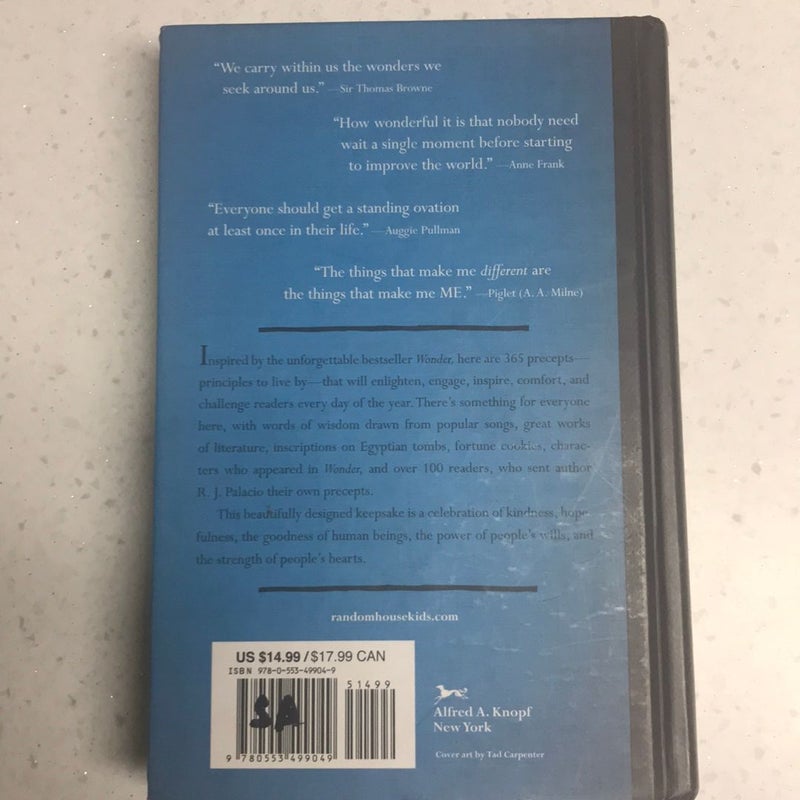 “We carry within us the wonders we
seek around us.” —Sir Thomas Browne
“How wonderful it is that nobody need
wait a single moment before starting
to improve the world.” —Anne Frank
“Everyone should get a standing ovation
at least once in their life.” —Auggie Pullman
“The things that make me different are
the things that make me ME.” —Piglet (A. A. Milne)
Inspired by the unforgettable bestseller Wonder, here are 365 precepts—
principles to live by—that will enlighten, engage, inspire, comfort, and
challenge readers every day of the year. There’s something for everyone
here, with words of wisdom drawn from popular songs, great works
of literature, inscriptions on Egyptian tombs, fortune cookies, charac-
ters who appeared in Wonder, and over 100 readers, who sent author
R. J. Palacio their own precepts.
This beautifully designed keepsake is a celebration of kindness, hope-
fulness, the goodness of human beings, the power of people’s wills, and
the strength of people’s hearts.
randomhousekids.com
US $14.99 / $17.99 CAN
ISBN 978-0-553-49904-9
51499
SA
9 780553 499049
Alfred A. Knopf
New York
Cover art by Tad Carpenter